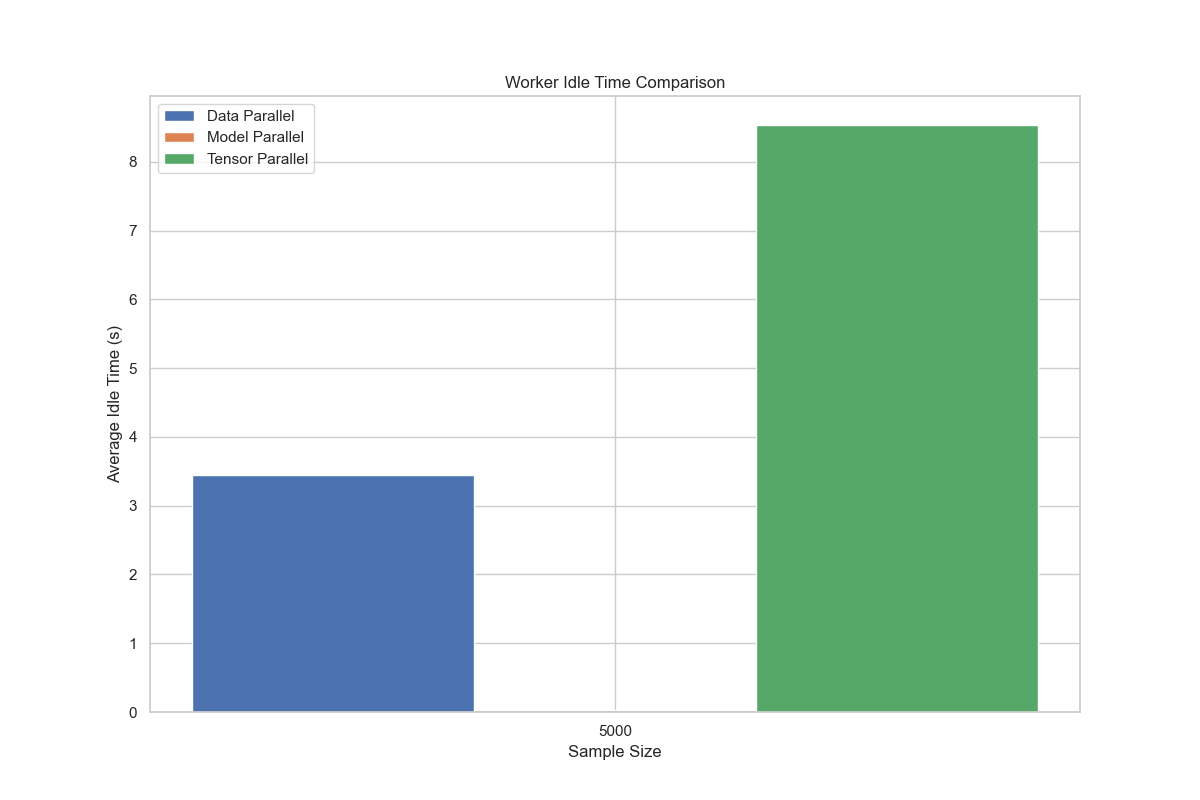 Worker Idle Time Comparison
Data Parallel
Model Parallel
Tensor Parallel
Average Idle Time (s)
8
7
6
5
4
3
2
1
0
5000
Sample Size